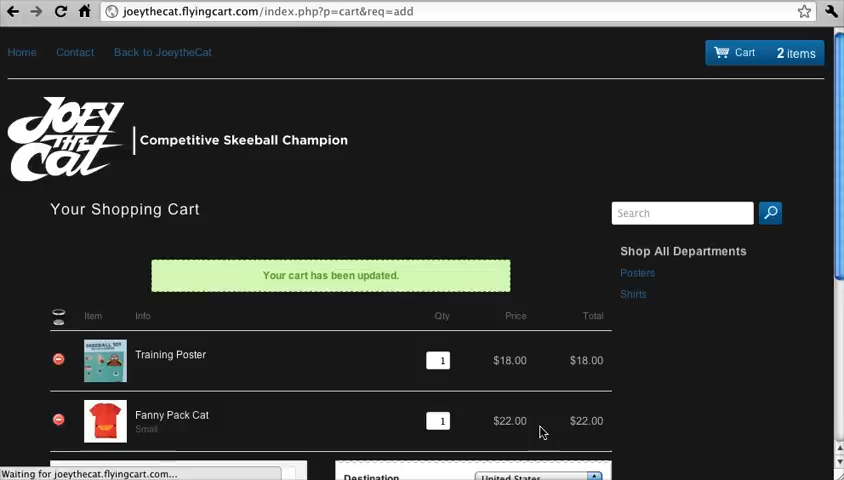 joeythecat.flyingcart.com/index.php?p=cart&req=add
Home Contact Back to JoeytheCat
Cart 2 items
JOEY THE Cat
Competitive Skeeball Champion
Your Shopping Cart
Search
Shop All Departments
Posters
Shirts
Your cart has been updated.
Item Info Qty Price Total
SKEEBALL 101
Training Poster 1 $18.00 $18.00
Fanny Pack Cat 1 $22.00 $22.00
Small
Destination United States
Waiting for joeythecat.flyingcart.com...